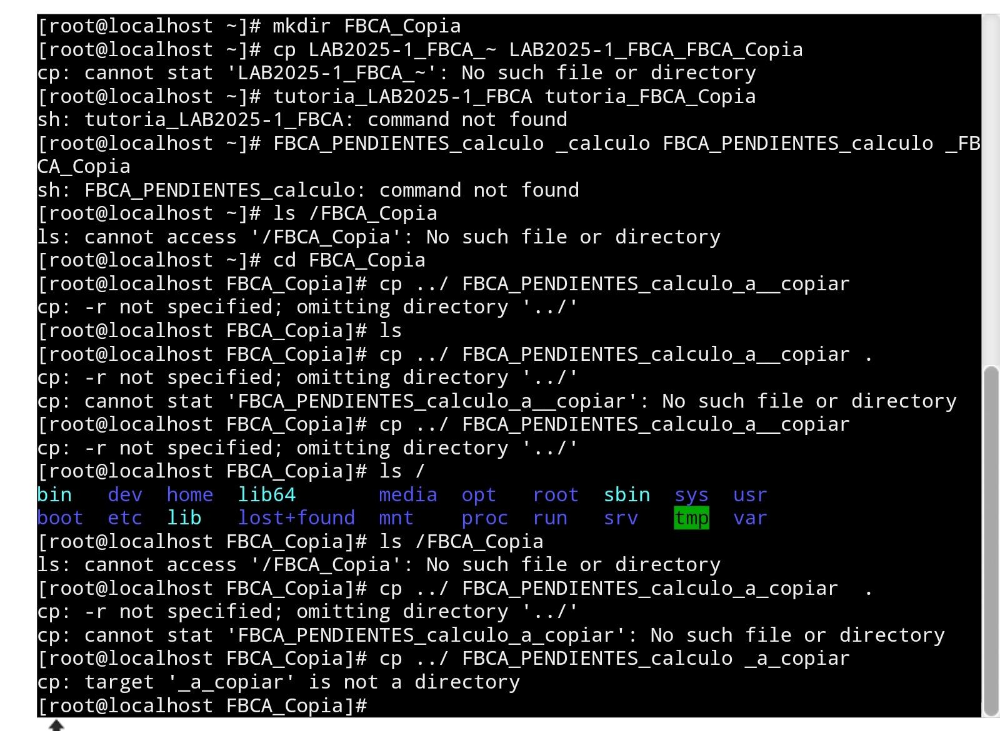 [root@localhost ~]# mkdir FBCA_Copia
[root@localhost ~]# cp LAB2025-1_FBCA_~ LAB2025-1_FBCA_FBCA_Copia
cp: cannot stat 'LAB2025-1_FBCA_~': No such file or directory
[root@localhost ~]# tutoria_LAB2025-1_FBCA tutoria_FBCA_Copia
sh: tutoria_LAB2025-1_FBCA: command not found
[root@localhost ~]# FBCA_PENDIENTES_calculo _calculo FBCA_PENDIENTES_calculo _FB
CA_Copia
sh: FBCA_PENDIENTES_calculo: command not found
[root@localhost ~]# ls /FBCA_Copia
ls: cannot access '/FBCA_Copia': No such file or directory
[root@localhost ~]# cd FBCA_Copia
[root@localhost FBCA_Copia]# cp ../ FBCA_PENDIENTES_calculo_a__copiar
cp: -r not specified; omitting directory '../'
[root@localhost FBCA_Copia]# ls
[root@localhost FBCA_Copia]# cp ../ FBCA_PENDIENTES_calculo_a__copiar .
cp: -r not specified; omitting directory '../'
cp: cannot stat 'FBCA_PENDIENTES_calculo_a__copiar': No such file or directory
[root@localhost FBCA_Copia]# cp ../ FBCA_PENDIENTES_calculo_a__copiar
cp: -r not specified; omitting directory '../'
[root@localhost FBCA_Copia]# ls /
bin   dev  home  lib64       media  opt   root  sbin  sys  usr
boot  etc  lib   lost+found  mnt    proc  run   srv   tmp  var
[root@localhost FBCA_Copia]# ls /FBCA_Copia
ls: cannot access '/FBCA_Copia': No such file or directory
[root@localhost FBCA_Copia]# cp ../ FBCA_PENDIENTES_calculo_a_copiar  .
cp: -r not specified; omitting directory '../'
cp: cannot stat 'FBCA_PENDIENTES_calculo_a_copiar': No such file or directory
[root@localhost FBCA_Copia]# cp ../ FBCA_PENDIENTES_calculo _a_copiar
cp: target '_a_copiar' is not a directory
[root@localhost FBCA_Copia]#